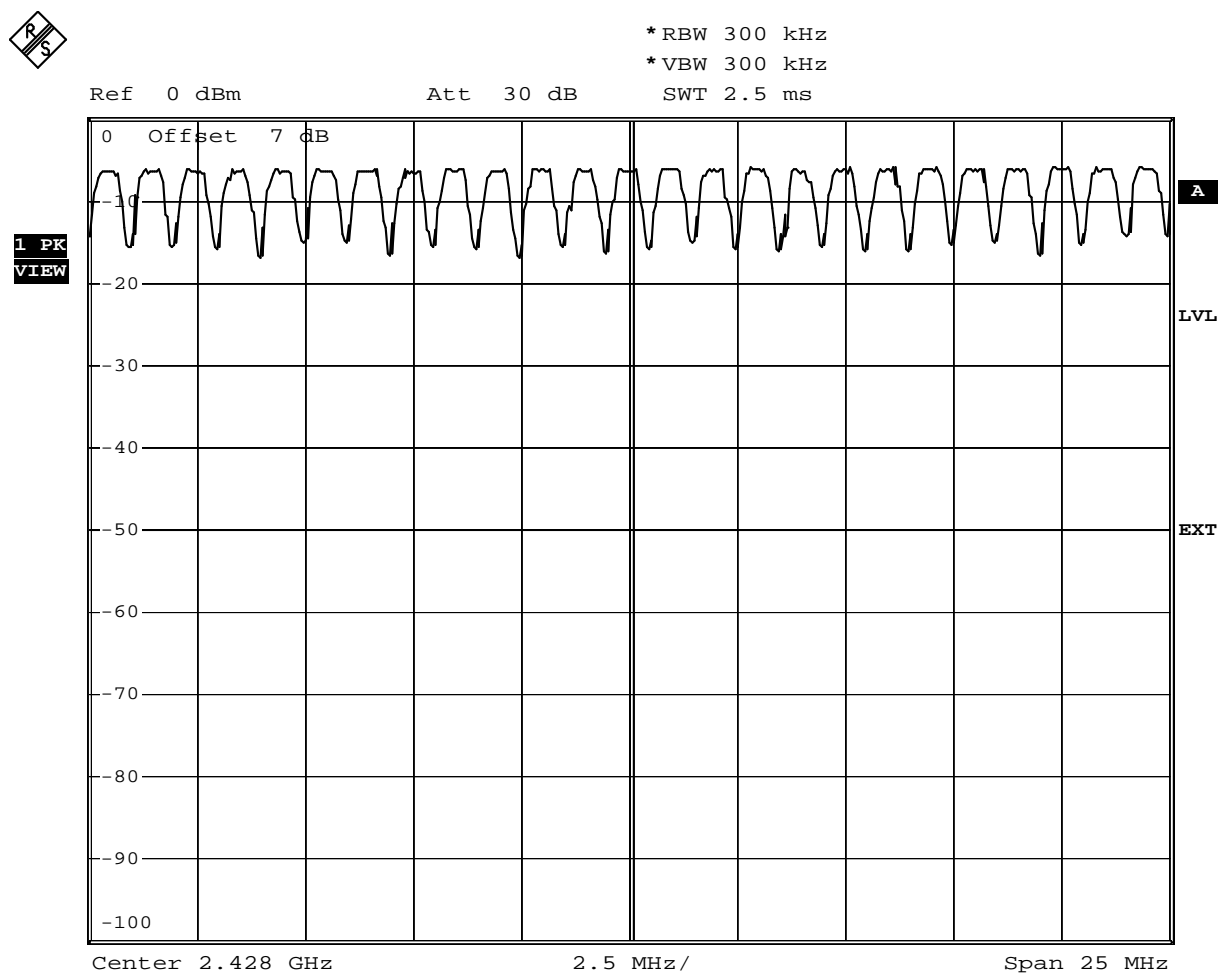 R S
*RBW 300 kHz
*VBW 300 kHz
Ref 0 dBm Att 30 dB SWT 2.5 ms
0 Offset 7 dB
A
-10
1 PK
VIEW
-20
LVL
-30
-40
-50
EXT
-60
-70
-80
-90
-100
Center 2.428 GHz 2.5 MHz/ Span 25 MHz